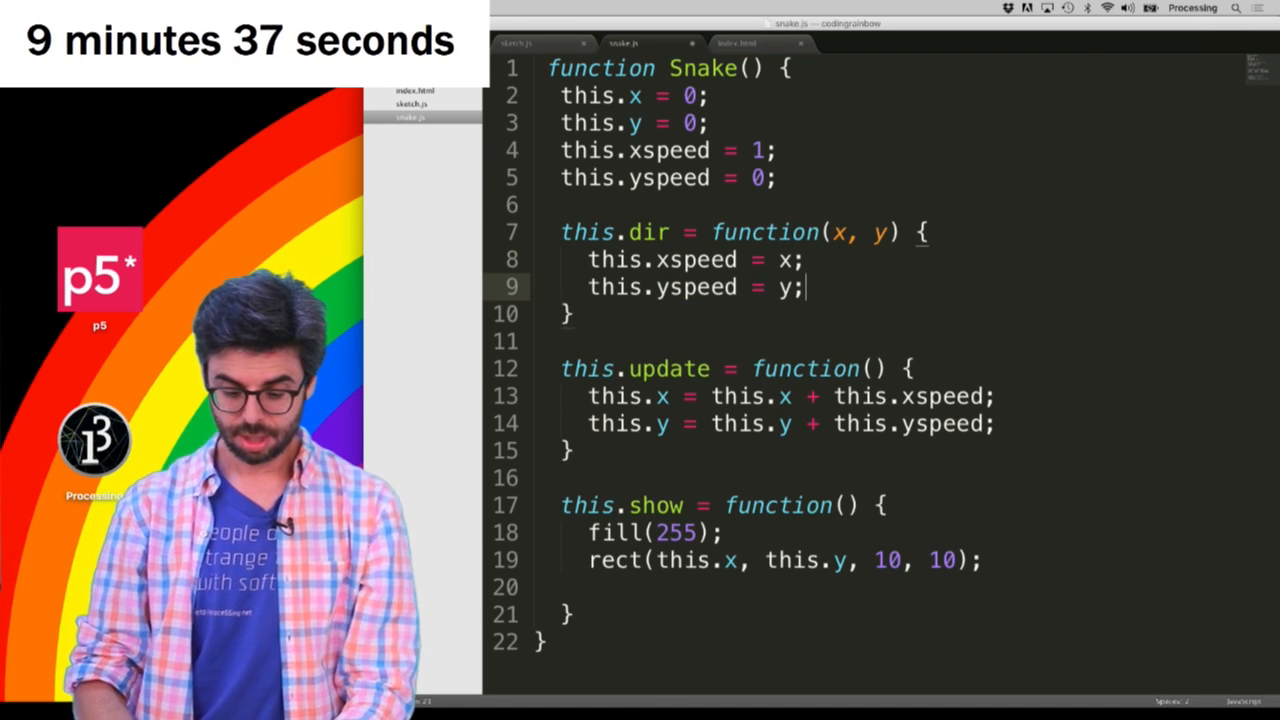 9 minutes 37 seconds
Processing
snake.js — codingrainbow
sketch.js
snake.js
index.html
index.html
sketch.js
snake.js
1 function Snake() {
2 this.x = 0;
3 this.y = 0;
4 this.xspeed = 1;
5 this.yspeed = 0;
6
7 this.dir = function(x, y) {
8 this.xspeed = x;
9 this.yspeed = y;
10 }
11
12 this.update = function() {
13 this.x = this.x + this.xspeed;
14 this.y = this.y + this.yspeed;
15 }
16
17 this.show = function() {
18 fill(255);
19 rect(this.x, this.y, 10, 10);
20
21 }
22 }
p5*
p5
Processing
with soft
Spaces: 2
JavaScript